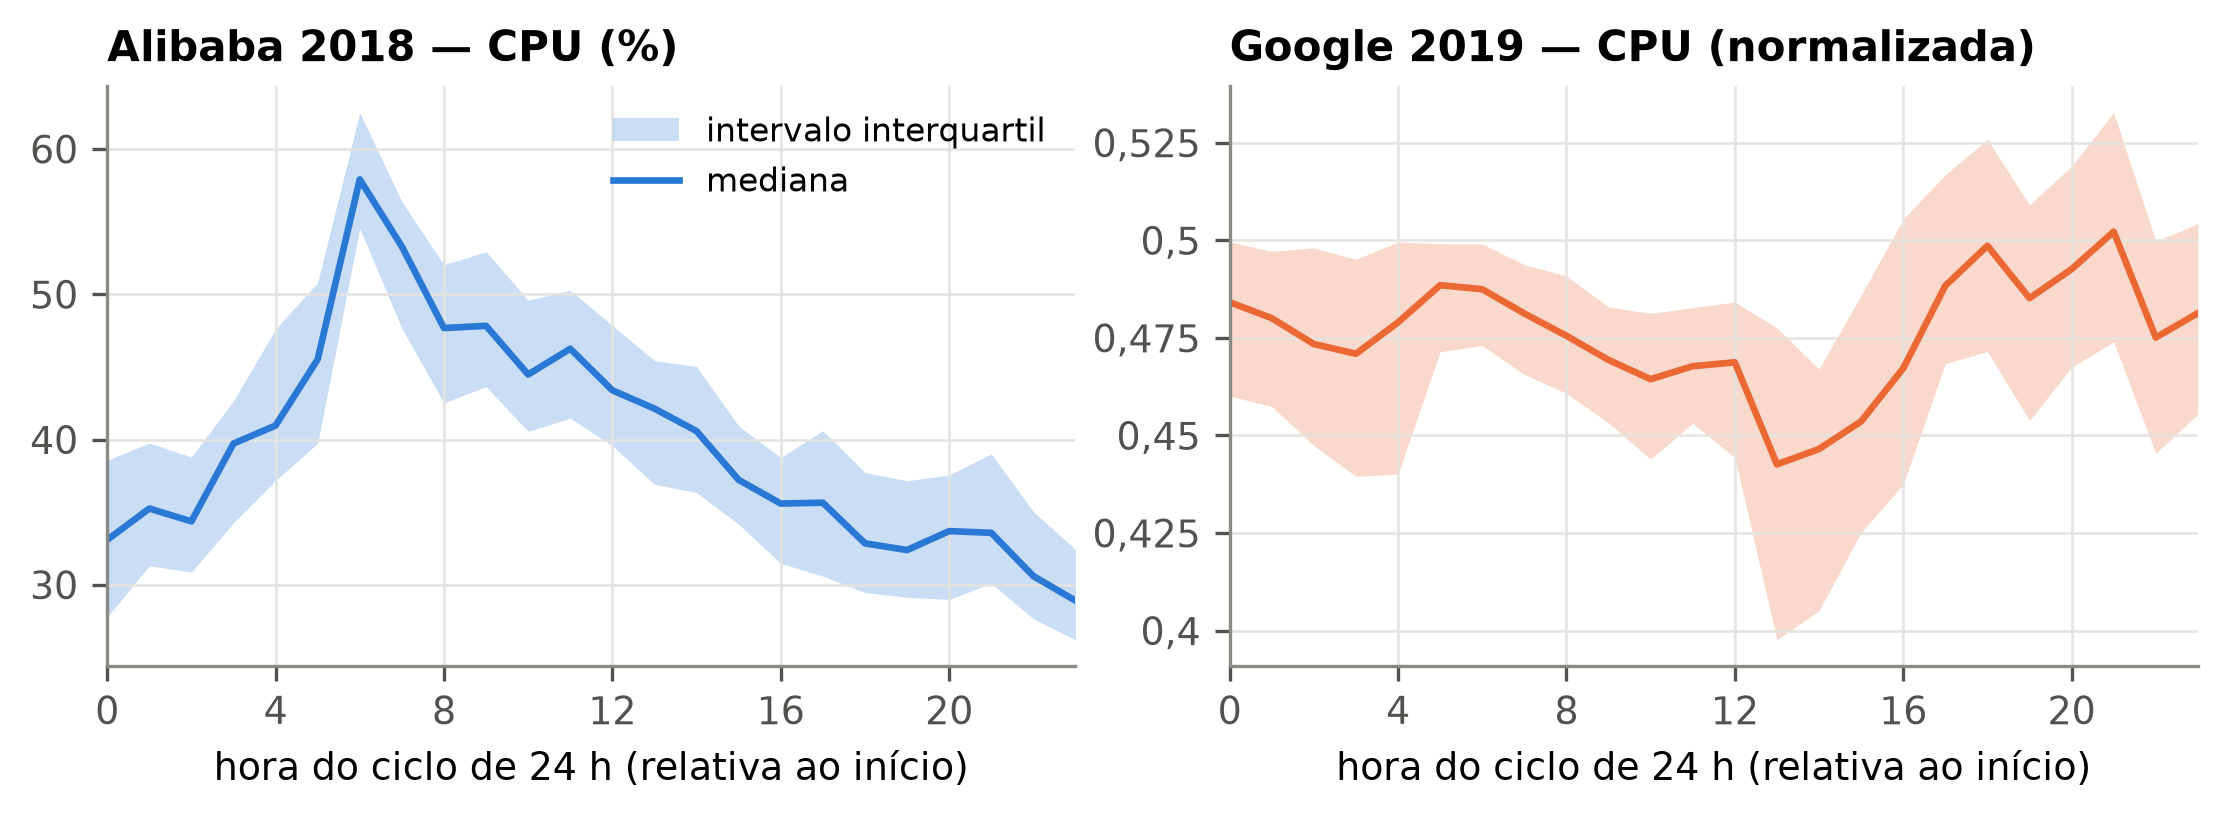 Alibaba 2018 — CPU (%)
intervalo interquartil
mediana
60
50
40
30
0 4 8 12 16 20
hora do ciclo de 24 h (relativa ao início)
Google 2019 — CPU (normalizada)
0,525
0,5
0,475
0,45
0,425
0,4
0 4 8 12 16 20
hora do ciclo de 24 h (relativa ao início)